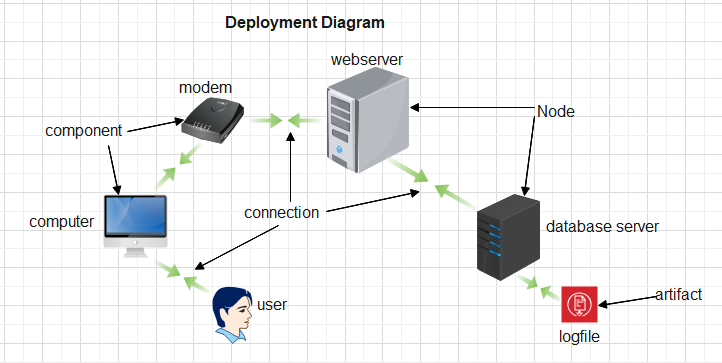 Deployment Diagram
webserver
modem
component
Node
connection
computer
database server
user
artifact
logfile